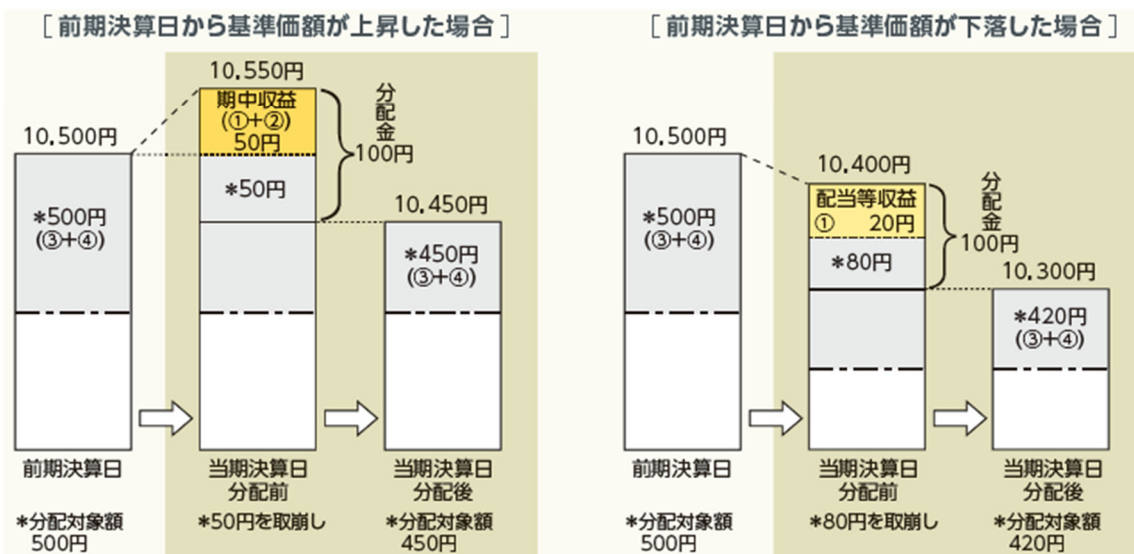 [前期決算日から基準価額が上昇した場合]
10,550円
期中収益
(①+②)
50円
分配金
100円
10,500円
*50円
*500円
(③+④)
10,450円
*450円
(③+④)
前期決算日
当期決算日
分配前
当期決算日
分配後
*分配対象額
500円
*50円を取崩し
*分配対象額
450円
[前期決算日から基準価額が下落した場合]
10,500円
10,400円
配当等収益
① 20円
分配金
100円
*500円
(③+④)
*80円
10,300円
*420円
(③+④)
前期決算日
当期決算日
分配前
当期決算日
分配後
*分配対象額
500円
*80円を取崩し
*分配対象額
420円